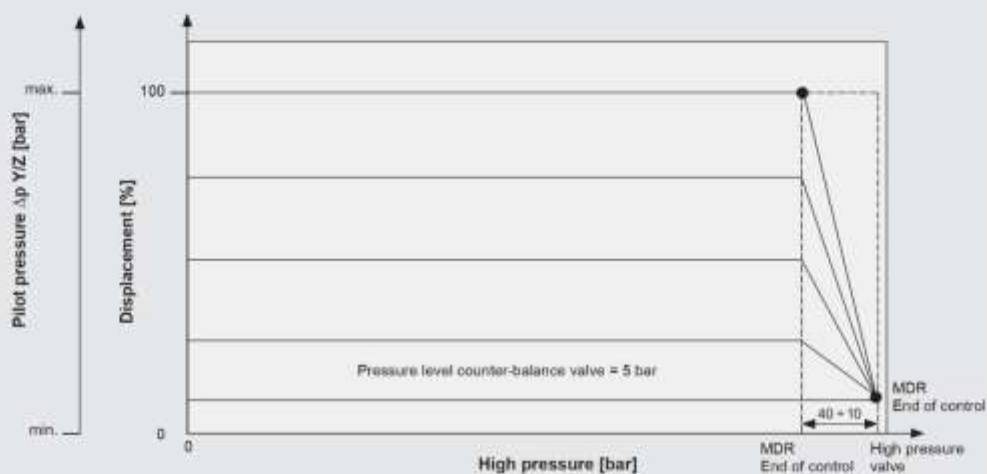 Pilot pressure Δp Y/Z [bar]
max.
min.
Displacement [%]
100
0
0
Pressure level counter-balance valve = 5 bar
40 + 10
MDR
End of control
MDR
End of control
High pressure
valve
High pressure [bar]